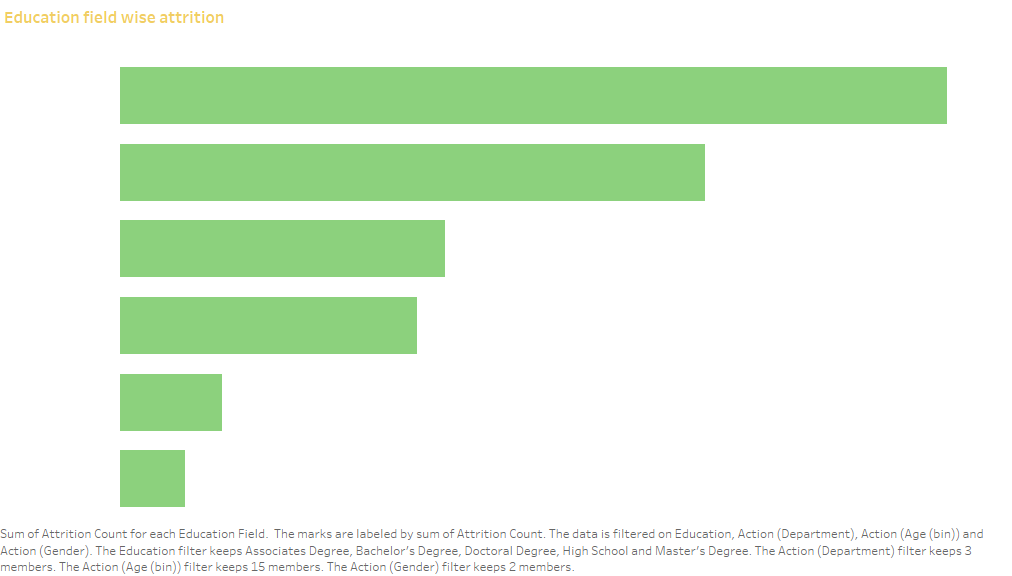 Education field wise attrition
Sum of Attrition Count for each Education Field.  The marks are labeled by sum of Attrition Count. The data is filtered on Education, Action (Department), Action (Age (bin)) and
Action (Gender). The Education filter keeps Associates Degree, Bachelor’s Degree, Doctoral Degree, High School and Master’s Degree. The Action (Department) filter keeps 3
members. The Action (Age (bin)) filter keeps 15 members. The Action (Gender) filter keeps 2 members.